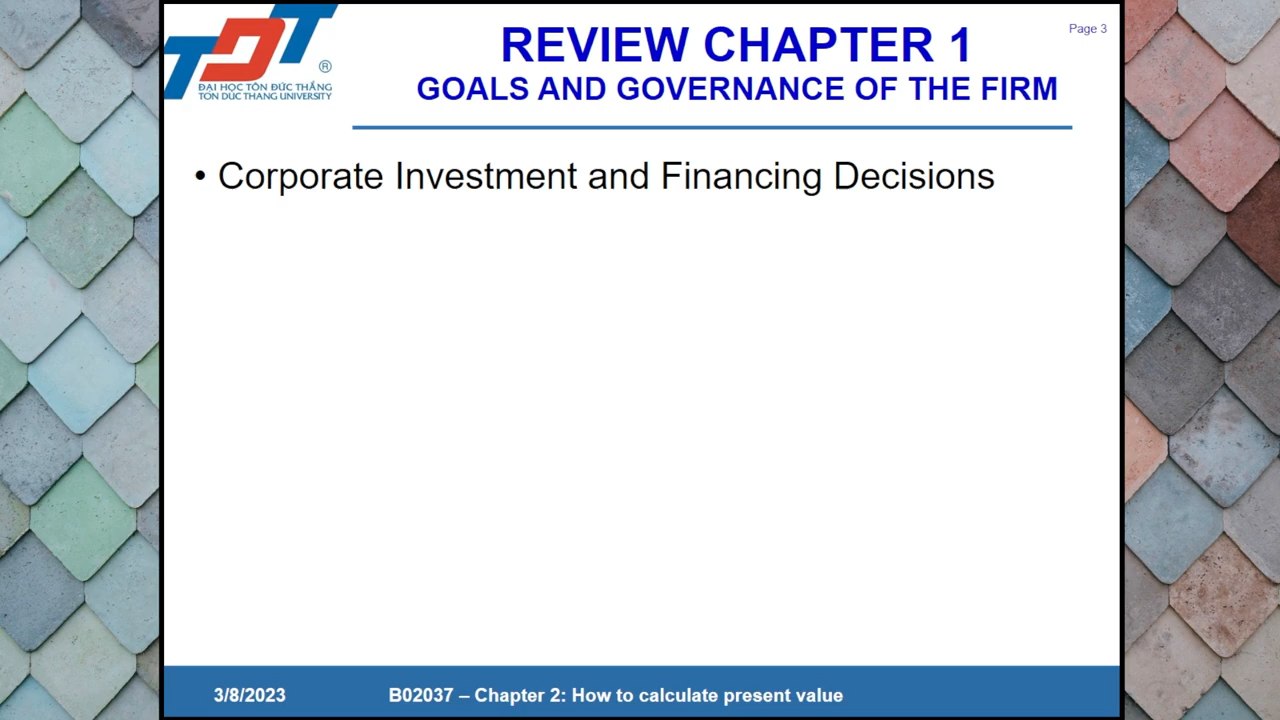 Page 3
TDT
®
ĐẠI HỌC TÔN ĐỨC THẮNG
TON DUC THANG UNIVERSITY
REVIEW CHAPTER 1
GOALS AND GOVERNANCE OF THE FIRM
• Corporate Investment and Financing Decisions
3/8/2023 B02037 – Chapter 2: How to calculate present value